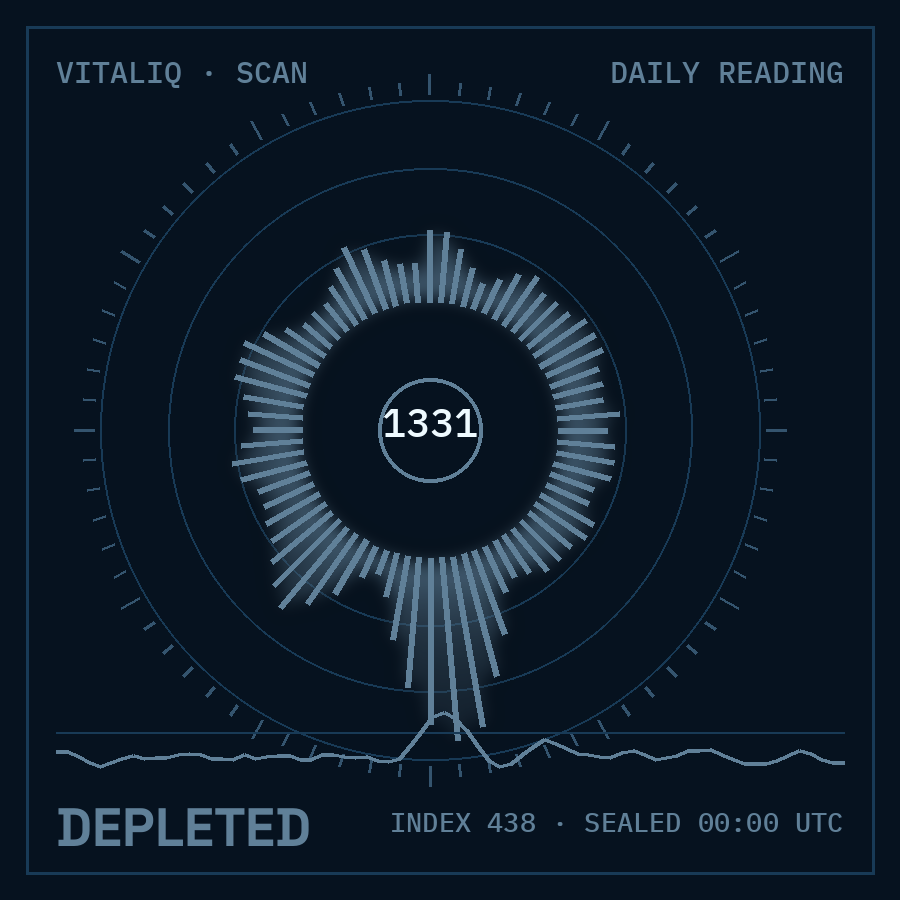 VITALIQ · SCAN
DAILY READING
1331
DEPLETED
INDEX 438 · SEALED 00:00 UTC